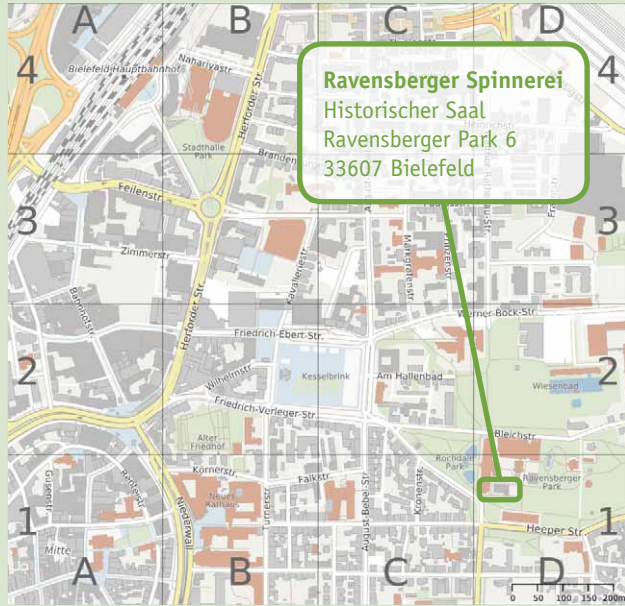 A
B
C
D
4
4
Bielefeld-Hauptbahnhof
Nahariyastr
Herforder Str
Stadthalle
Park
Ravensberger Spinnerei
Historischer Saal
Ravensberger Park 6
33607 Bielefeld
3
3
Feilenstr
Zimmerstr
Bahnhofstr
Herforder Str
Kavalleriestr
Markgrafenstr
Werner-Bock-Str
2
2
Friedrich-Ebert-Str.
Wilhelmstr
Kesselbrink
Am Hallenbad
Wiesenbad
Friedrich-Verleger-Str
Alter
Friedhof
Bleichstr
Rochdale
Park
Ravensberger
Park
Körnerstr.
Falkstr
Neues
Rathaus
Niederwall
Turnerstr
August-Bebel-Str
Kronenstr.
Renteistr
Heeper Str.
1
1
Mitte
A
B
C
D
0 50 100 150 200m